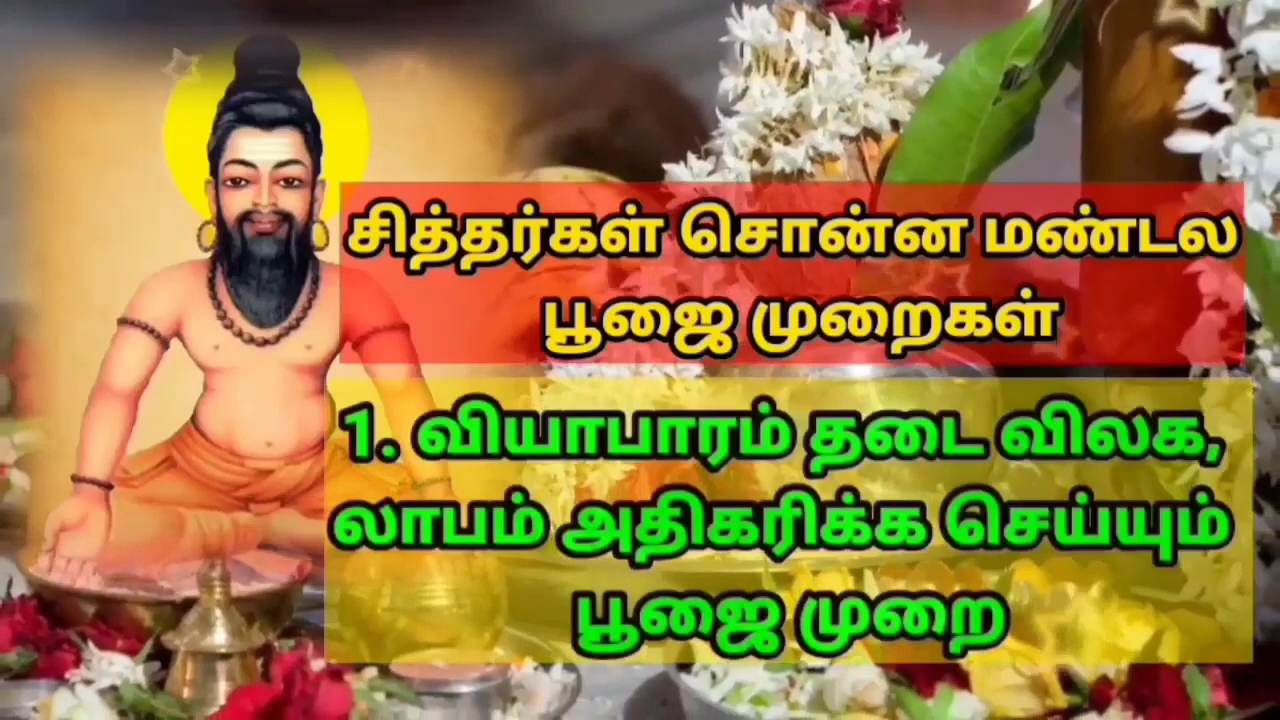 சித்தர்கள் சொன்ன மண்டல
பூஜை முறைகள்
1. வியாபாரம் தடை விலக,
லாபம் அதிகரிக்க செய்யும்
பூஜை முறை